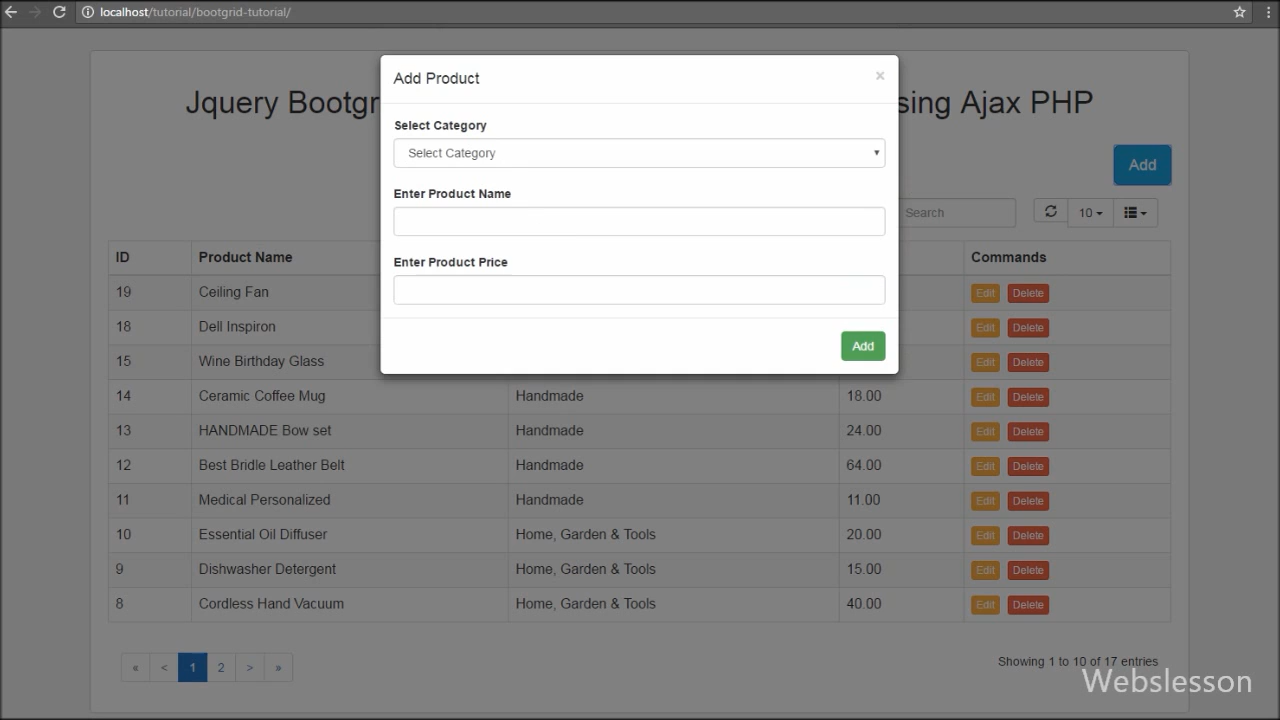 localhost/tutorial/bootgrid-tutorial/
Add Product ×
Jquery Bootgr sing Ajax PHP
Select Category
Select Category
Add
Enter Product Name
Search 10
ID Product Name Commands
Enter Product Price
19 Ceiling Fan Edit Delete
18 Dell Inspiron Edit Delete
Add
15 Wine Birthday Glass Edit Delete
14 Ceramic Coffee Mug Handmade 18.00 Edit Delete
13 HANDMADE Bow set Handmade 24.00 Edit Delete
12 Best Bridle Leather Belt Handmade 64.00 Edit Delete
11 Medical Personalized Handmade 11.00 Edit Delete
10 Essential Oil Diffuser Home, Garden & Tools 20.00 Edit Delete
9 Dishwasher Detergent Home, Garden & Tools 15.00 Edit Delete
8 Cordless Hand Vacuum Home, Garden & Tools 40.00 Edit Delete
« < 1 2 > » Showing 1 to 10 of 17 entries
Webslesson